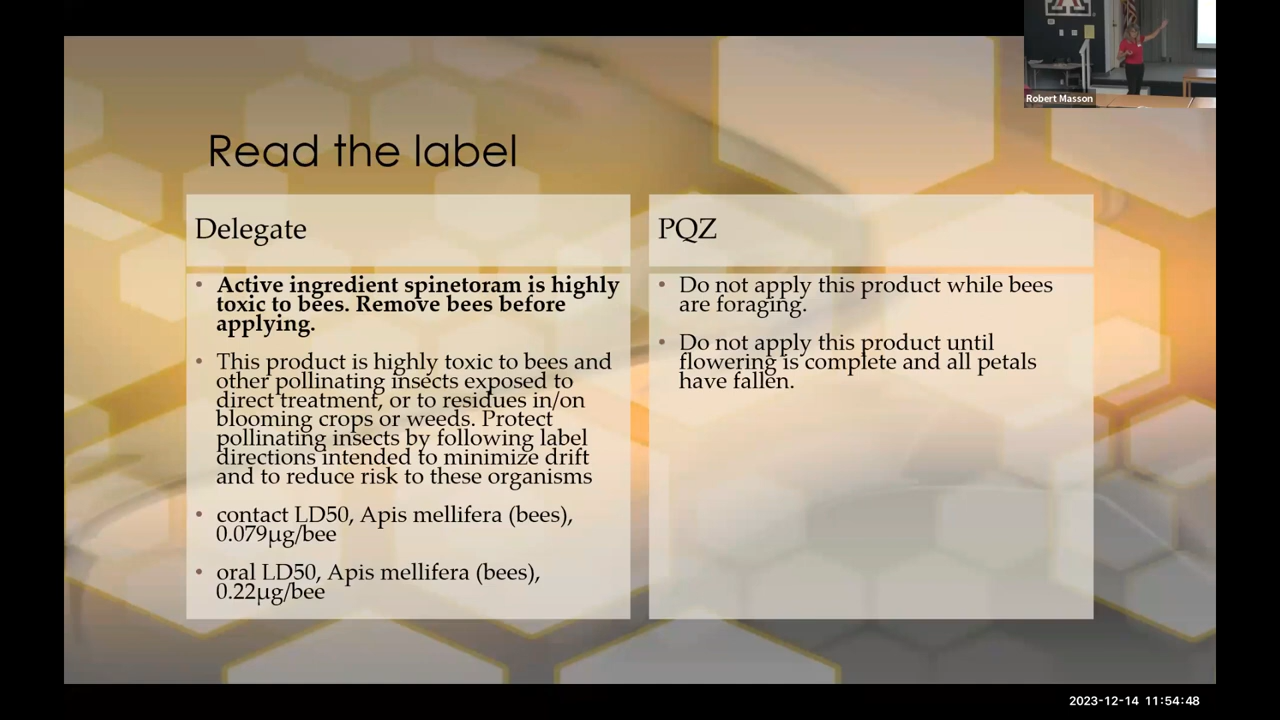 Robert Masson
Read the label
Delegate
• Active ingredient spinetoram is highly
toxic to bees. Remove bees before
applying.
• This product is highly toxic to bees and
other pollinating insects exposed to
direct treatment, or to residues in/on
blooming crops or weeds. Protect
pollinating insects by following label
directions intended to minimize drift
and to reduce risk to these organisms
• contact LD50, Apis mellifera (bees),
0.079µg/bee
• oral LD50, Apis mellifera (bees),
0.22µg/bee
PQZ
• Do not apply this product while bees
are foraging.
• Do not apply this product until
flowering is complete and all petals
have fallen.
2023-12-14 11:54:48